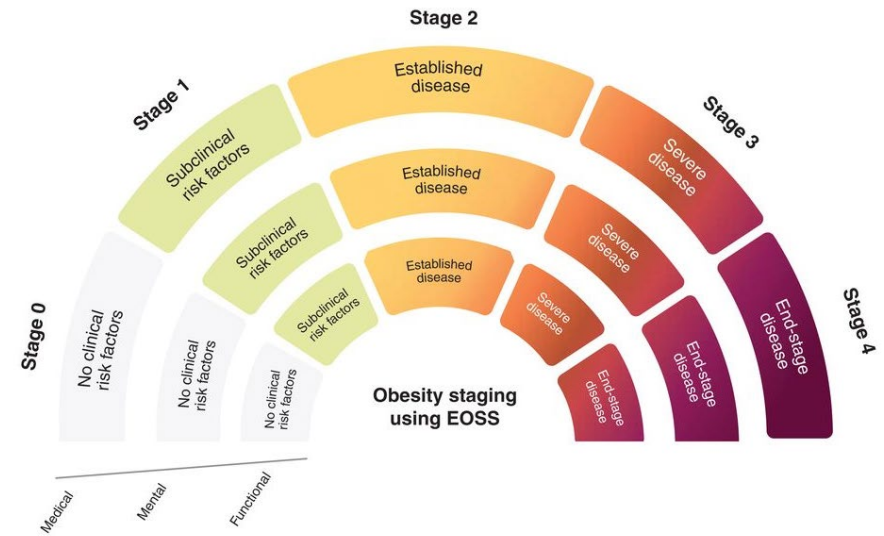 Stage 0
Stage 1
Stage 2
Stage 3
Stage 4
No clinical
risk factors
Subclinical
risk factors
Established
disease
Severe
disease
End-stage
disease
No clinical
risk factors
Subclinical
risk factors
Established
disease
Severe
disease
End-stage
disease
No clinical
risk factors
Subclinical
risk factors
Established
disease
Severe
disease
End-stage
disease
Obesity staging
using EOSS
Medical
Mental
Functional